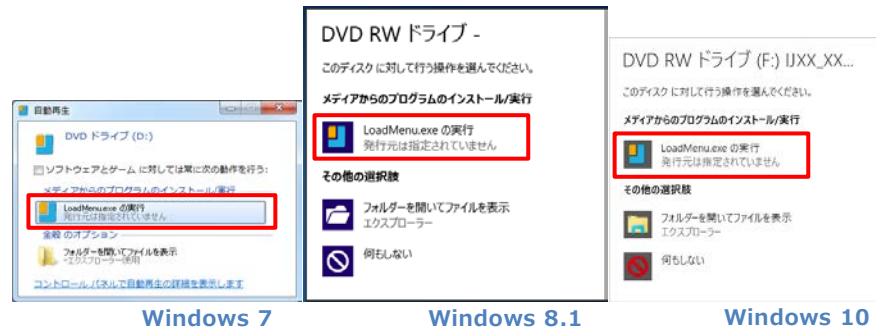 自動再生
DVD ドライブ (D:)
ソフトウェアとゲーム に対しては常に次の動作を行う:
メディアからのプログラムのインストール/実行
LoadMenu.exe の実行
発行元は指定されていません
全般 のオプション
フォルダーを開いてファイルを表示
-エクスプローラー使用
コントロール パネルで自動再生の詳細を表示します
Windows 7
DVD RW ドライブ -
このディスク に対して行う操作を選んでください。
メディアからのプログラムのインストール/実行
LoadMenu.exe の実行
発行元は指定されていません
その他の選択肢
フォルダーを開いてファイルを表示
エクスプローラー
何もしない
Windows 8.1
DVD RW ドライブ (F:) IJXX_XX...
このディスク に対して行う操作を選んでください。
メディアからのプログラムのインストール/実行
LoadMenu.exe の実行
発行元は指定されていません
その他の選択肢
フォルダーを開いてファイルを表示
エクスプローラー
何もしない
Windows 10